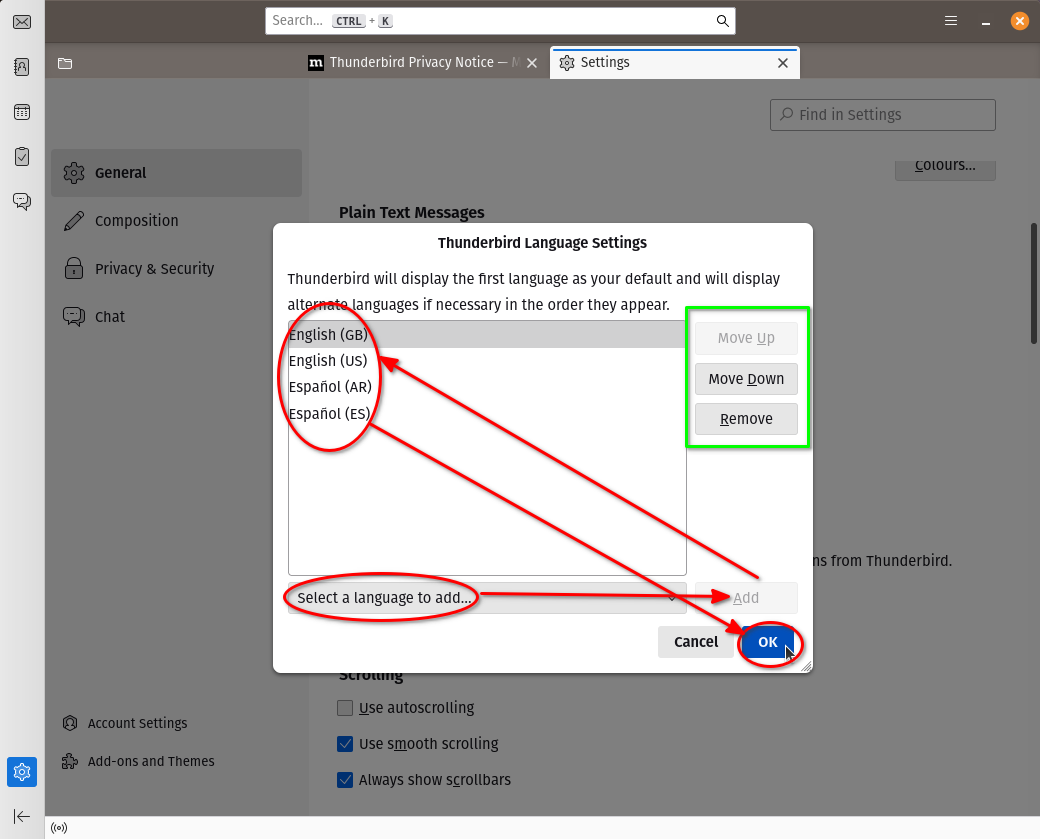 Search... CTRL + K
Thunderbird Privacy Notice — M
Settings
Find in Settings
Colours...
General
Composition
Privacy & Security
Chat
Plain Text Messages
Thunderbird Language Settings
Thunderbird will display the first language as your default and will display
alternate languages if necessary in the order they appear.
English (GB)
English (US)
Español (AR)
Español (ES)
Move Up
Move Down
Remove
ns from Thunderbird.
Select a language to add...
Add
Cancel
OK
Scrolling
Use autoscrolling
Use smooth scrolling
Always show scrollbars
Account Settings
Add-ons and Themes